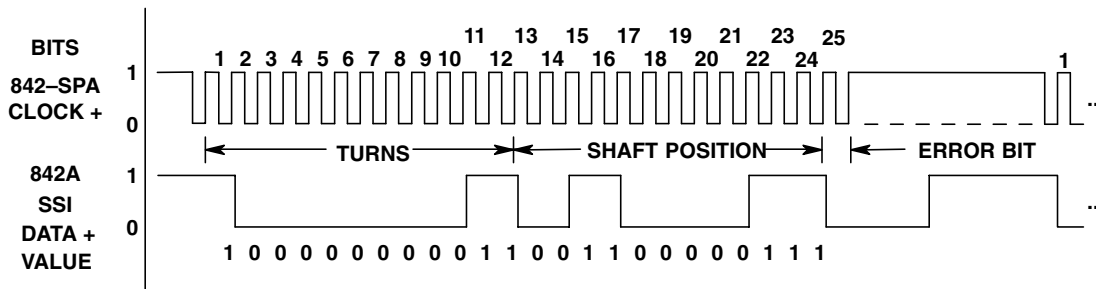 11 13 15 17 19 21 23 25
BITS 1 2 3 4 5 6 7 8 9 10 12 14 16 18 20 22 24 1
842–SPA 1
CLOCK + 0 ..
TURNS SHAFT POSITION ERROR BIT
842A 1
SSI ..
DATA + 0
VALUE 1 0 0 0 0 0 0 0 0 0 1 1 0 0 1 1 0 0 0 0 0 1 1 1